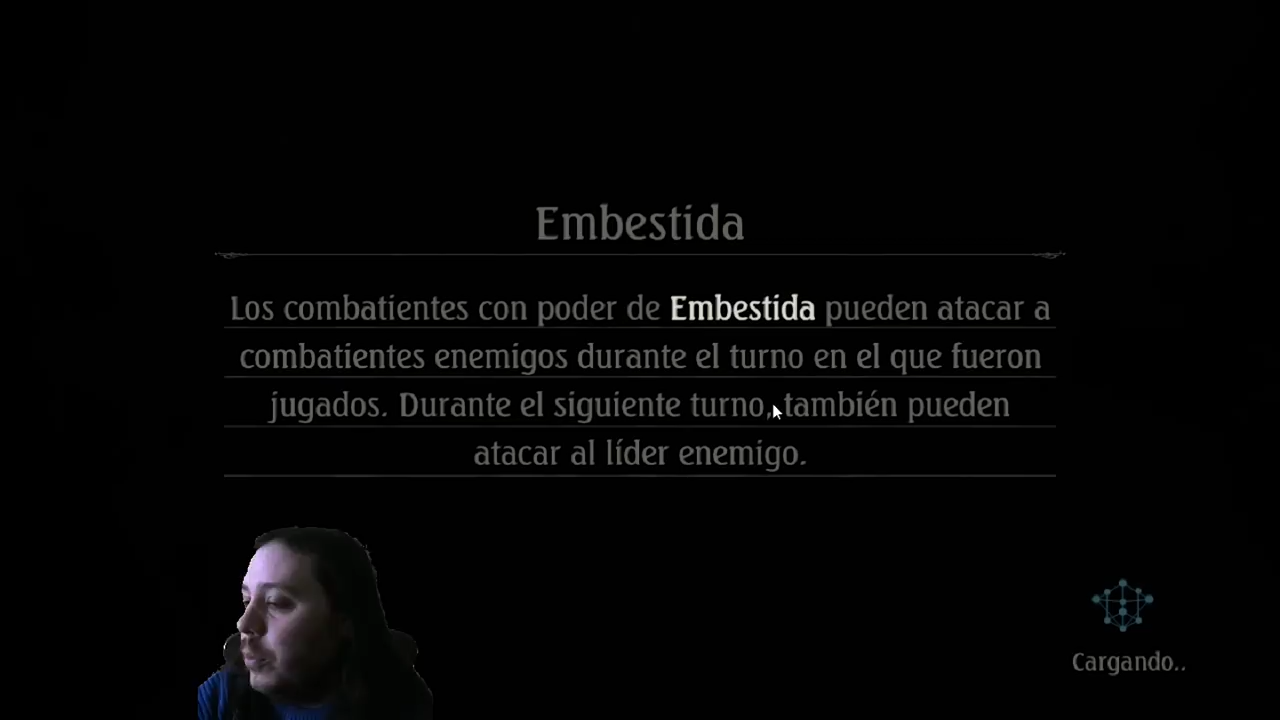 Embestida
Los combatientes con poder de Embestida pueden atacar a
combatientes enemigos durante el turno en el que fueron
jugados. Durante el siguiente turno, también pueden
atacar al líder enemigo.
Cargando..